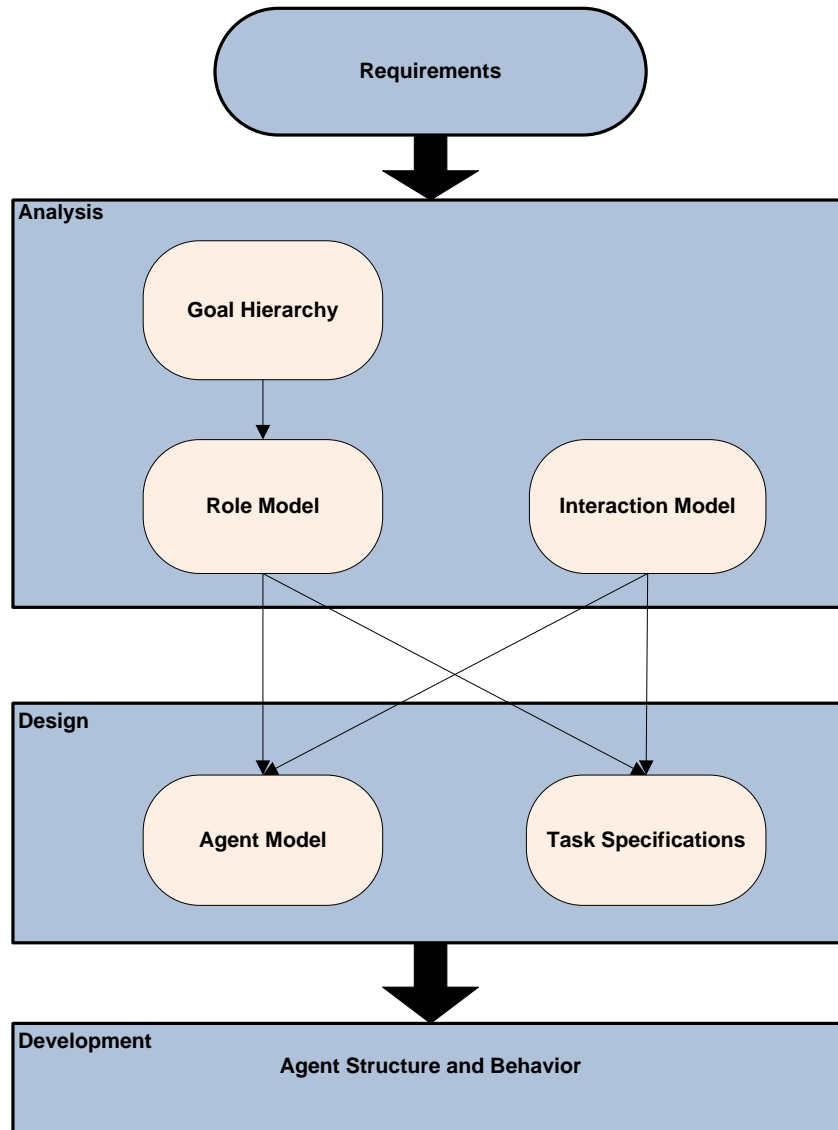 Requirements
Analysis
Goal Hierarchy
Role Model
Interaction Model
Design
Agent Model
Task Specifications
Development
Agent Structure and Behavior